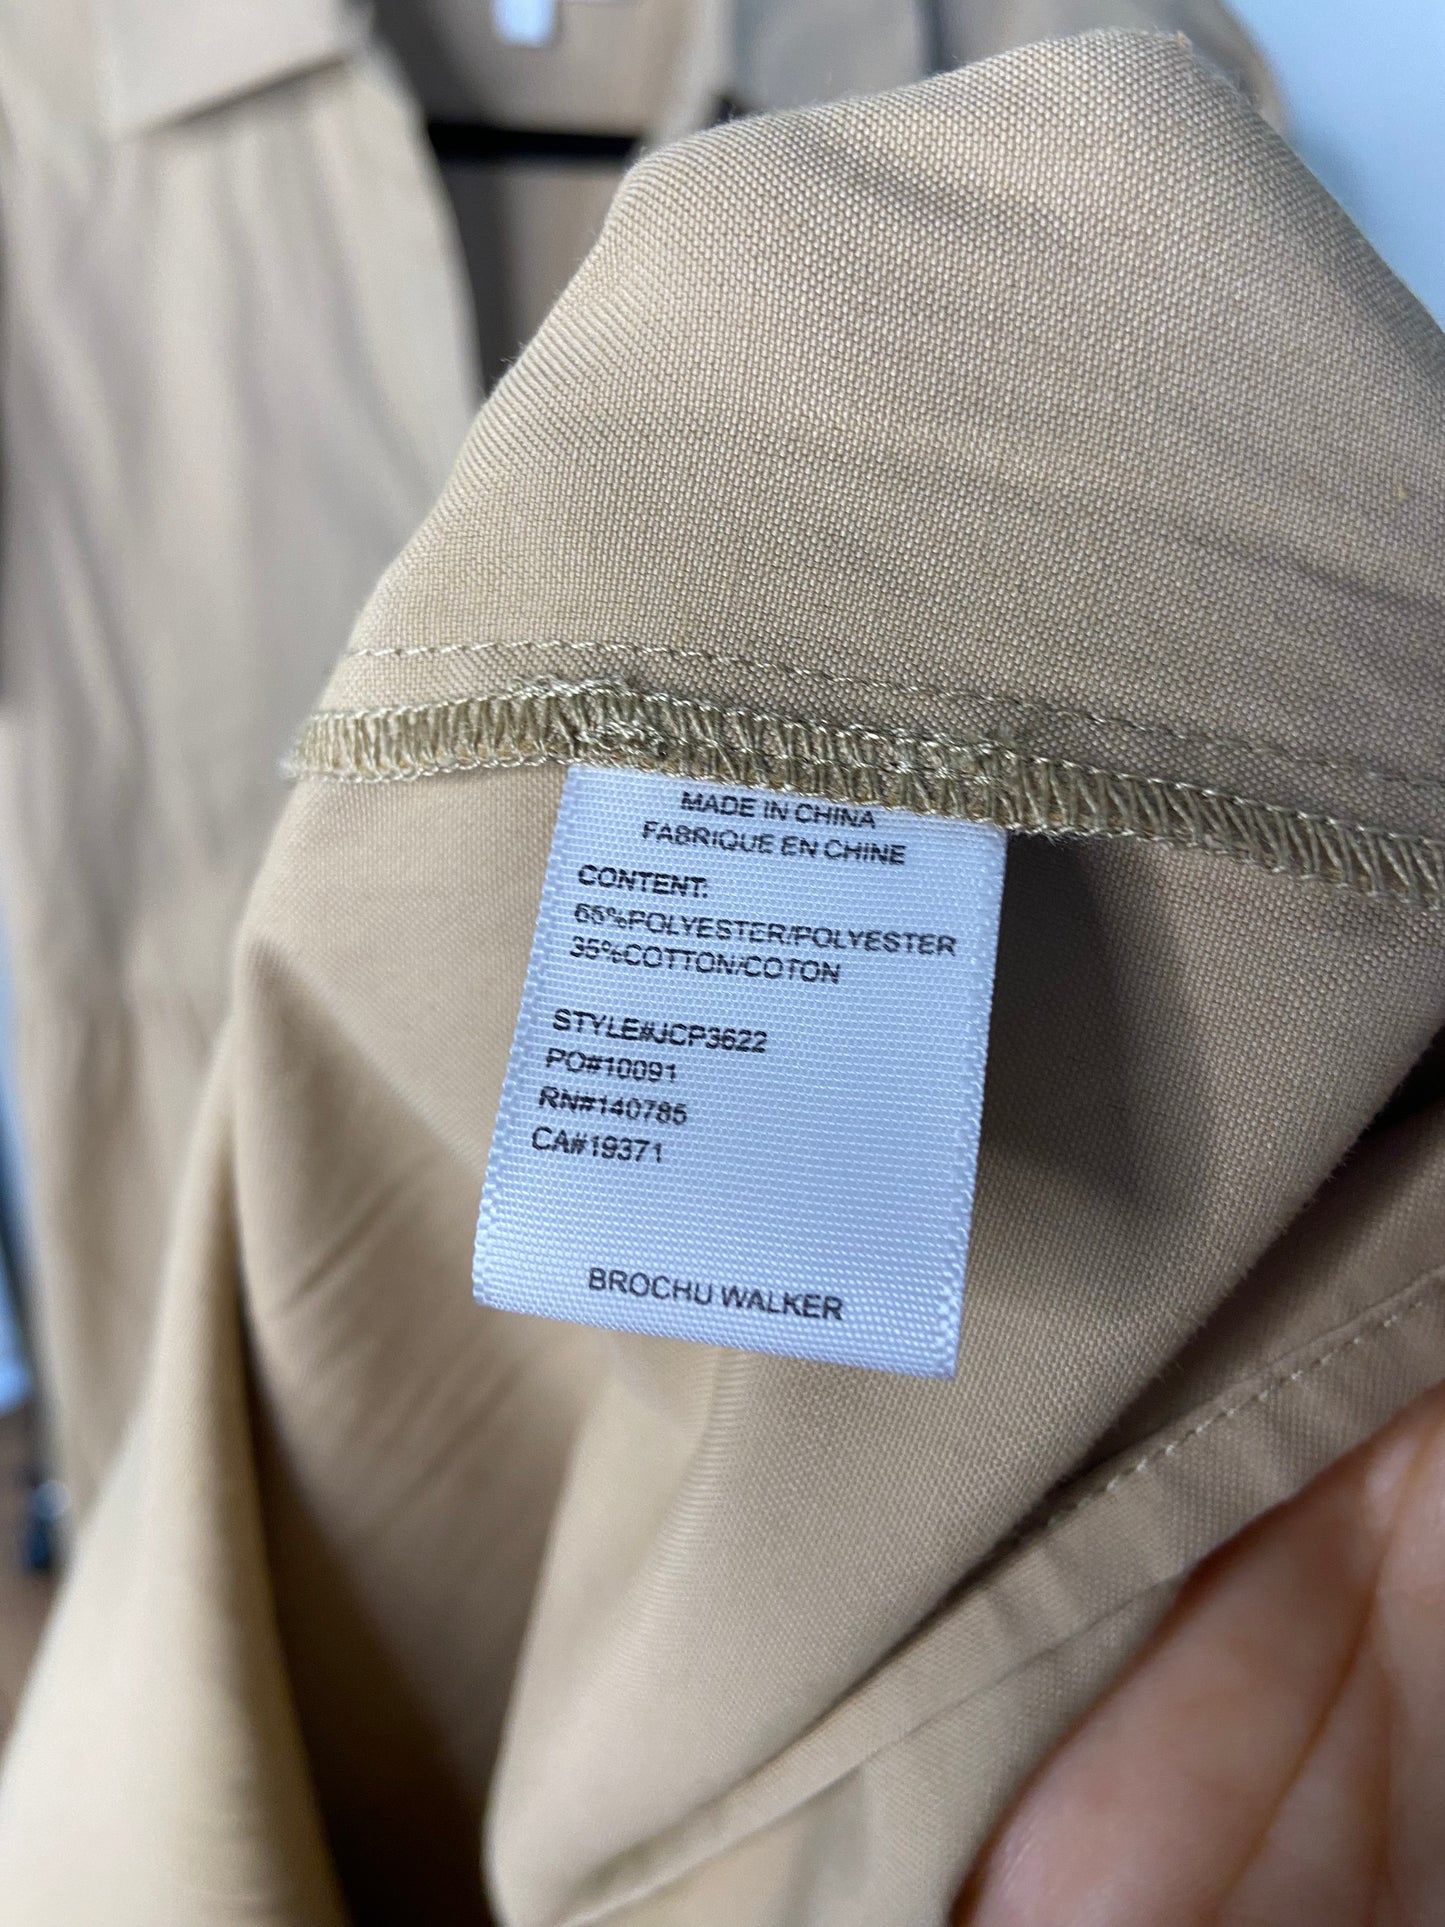 MADE IN CHINA
FABRIQUE EN CHINE
CONTENT:
65%POLYESTER/POLYESTER
35%COTTON/COTON
STYLE#JCP3622
PO#10091
RN#140785
CA#19371
BROCHU WALKER